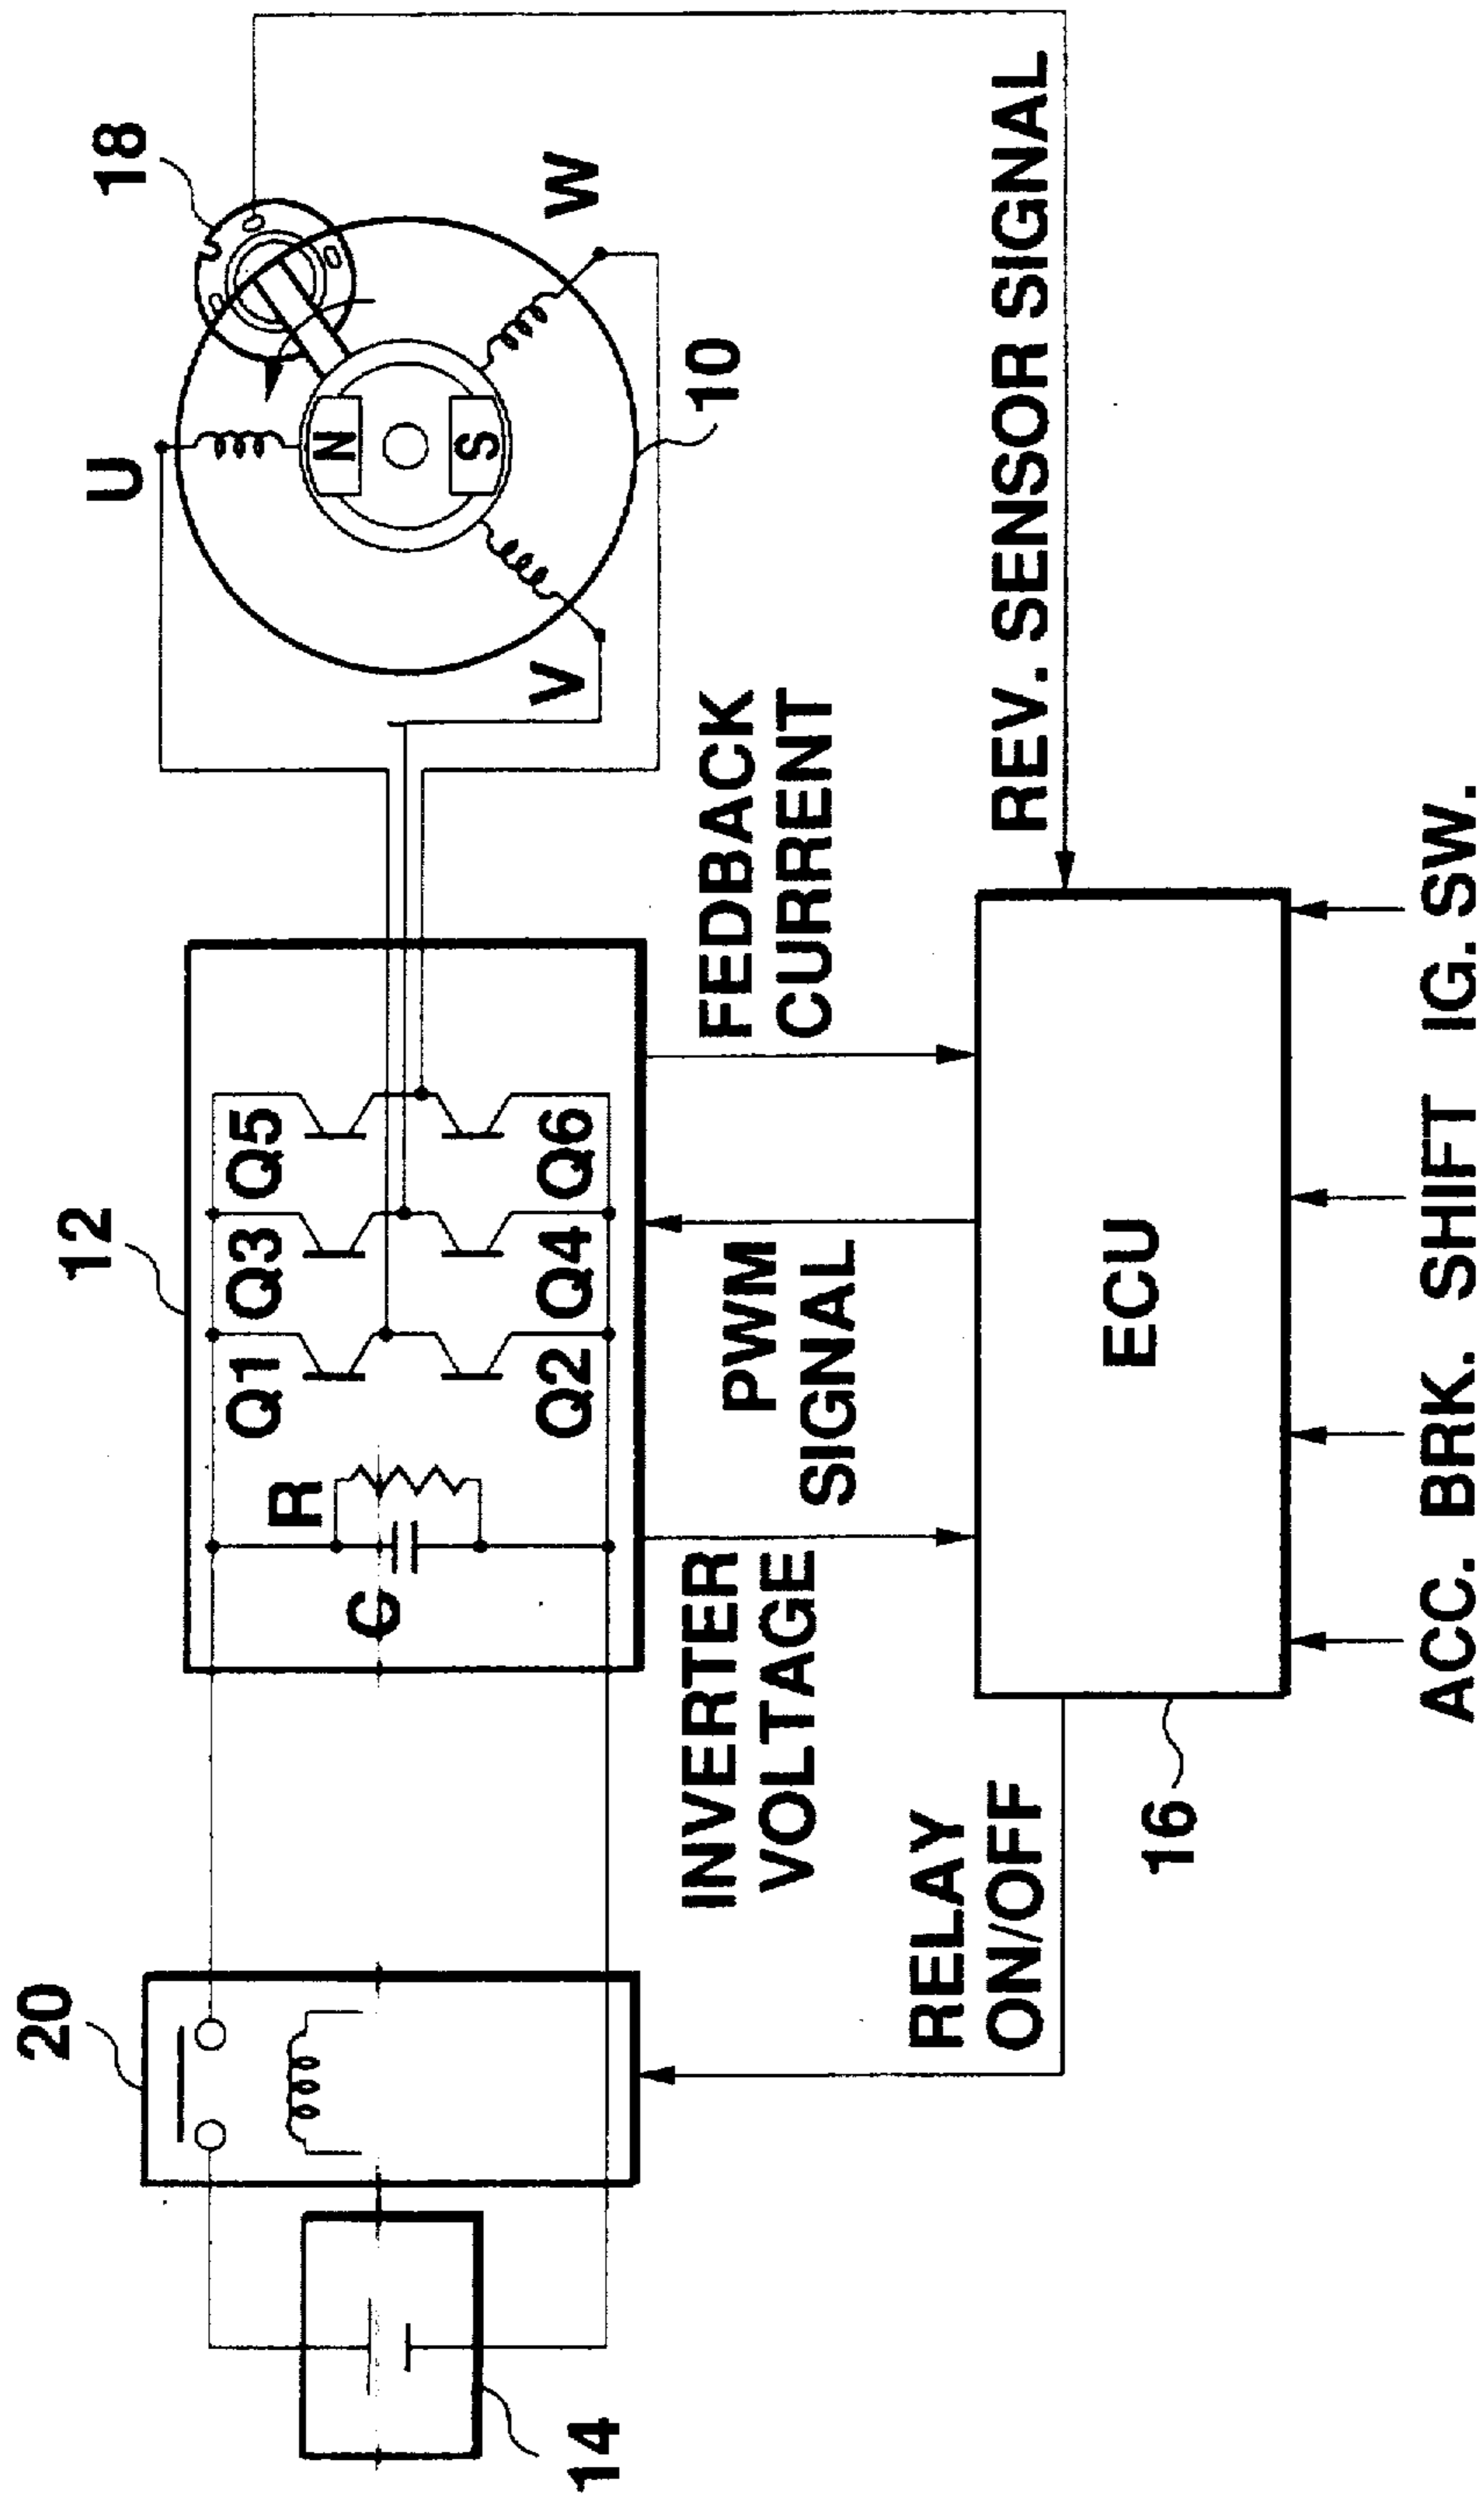 20
12
18
U
W
V
N
S
10
R
C
Q1
Q3
Q5
Q2
Q4
Q6
14
INVERTER
VOLTAGE
PWM
SIGNAL
FEDBACK
CURRENT
RELAY
ON/OFF
REV. SENSOR SIGNAL
ECU
16
ACC. BRK. SHIFT IG. SW.